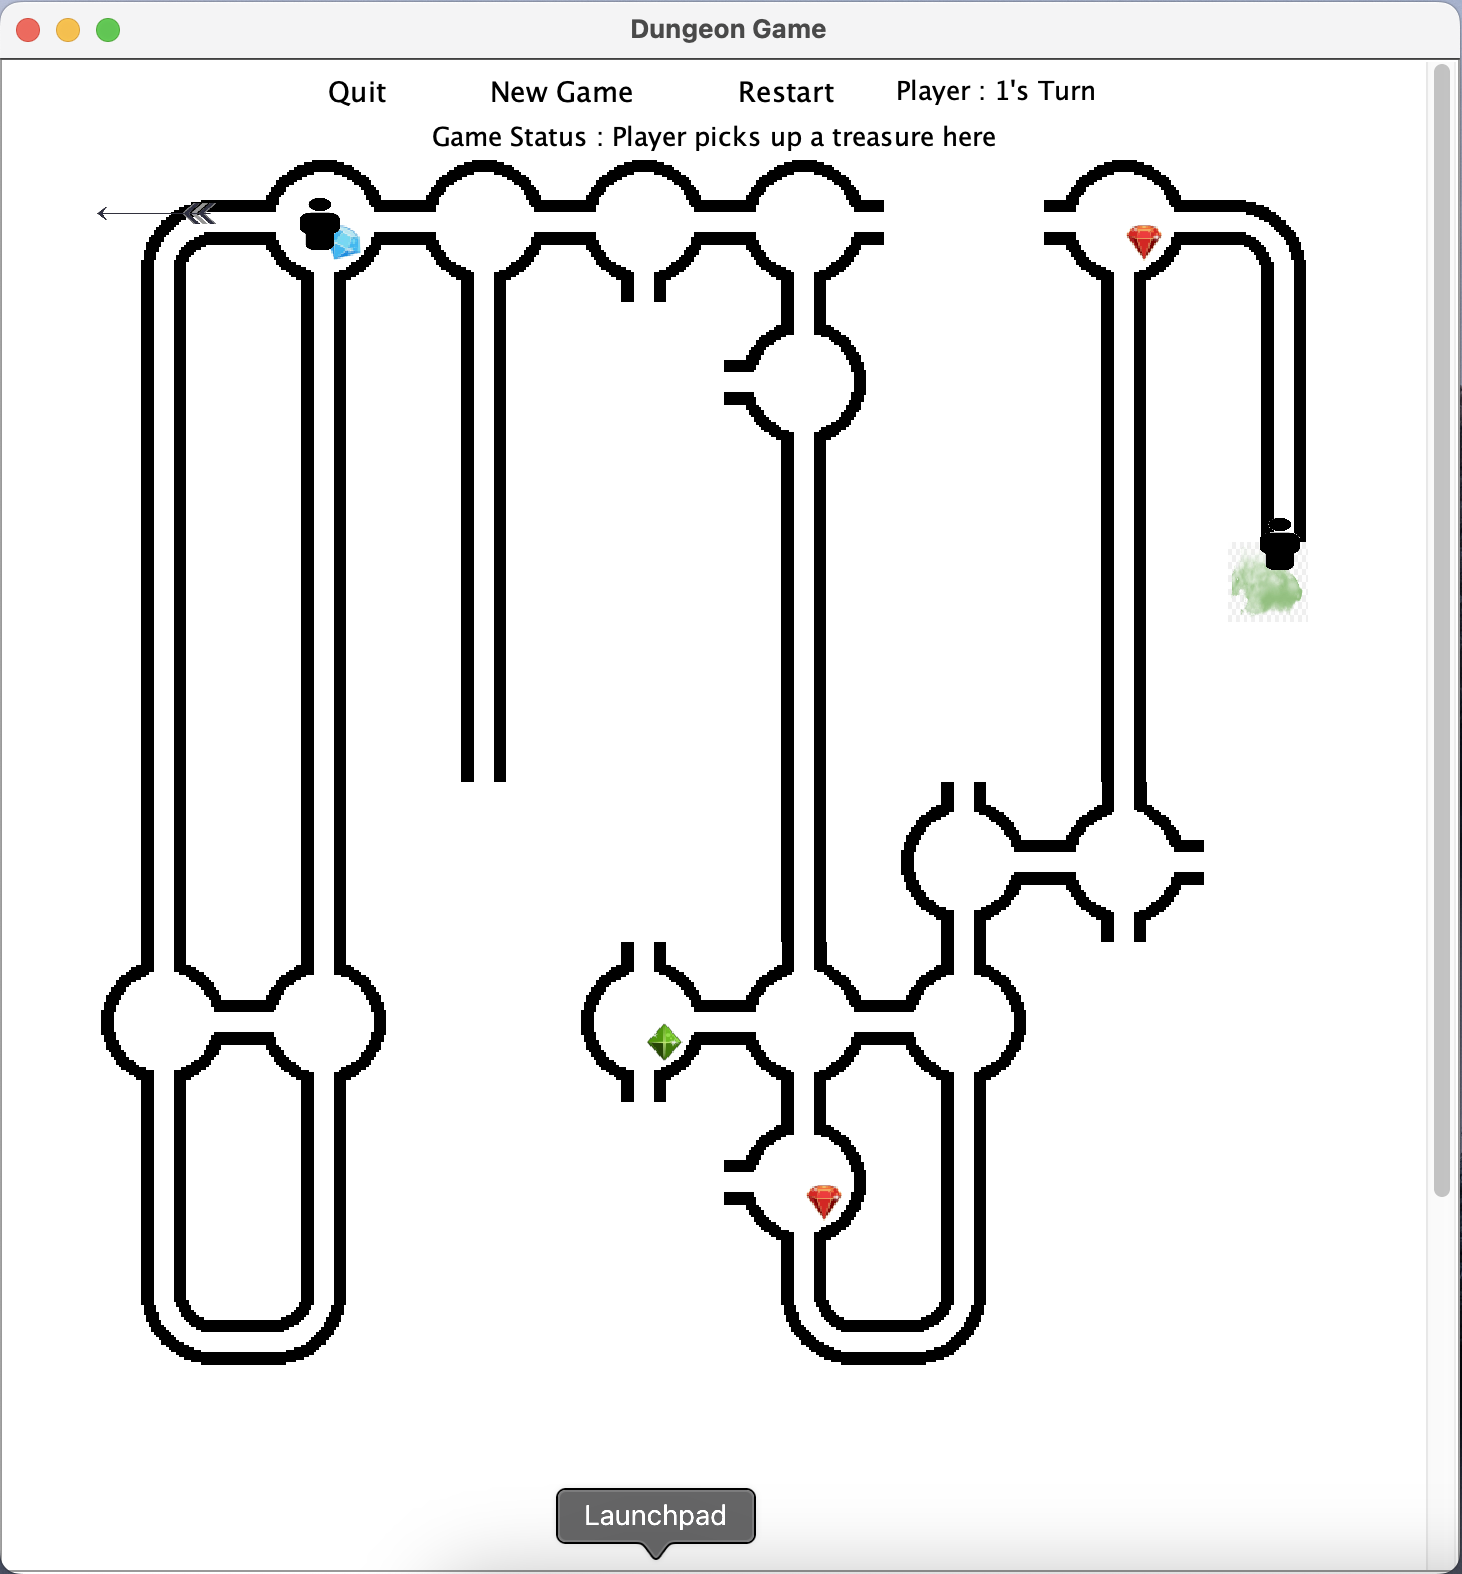 Dungeon Game
Quit New Game Restart Player : 1's Turn
Game Status : Player picks up a treasure here
Launchpad